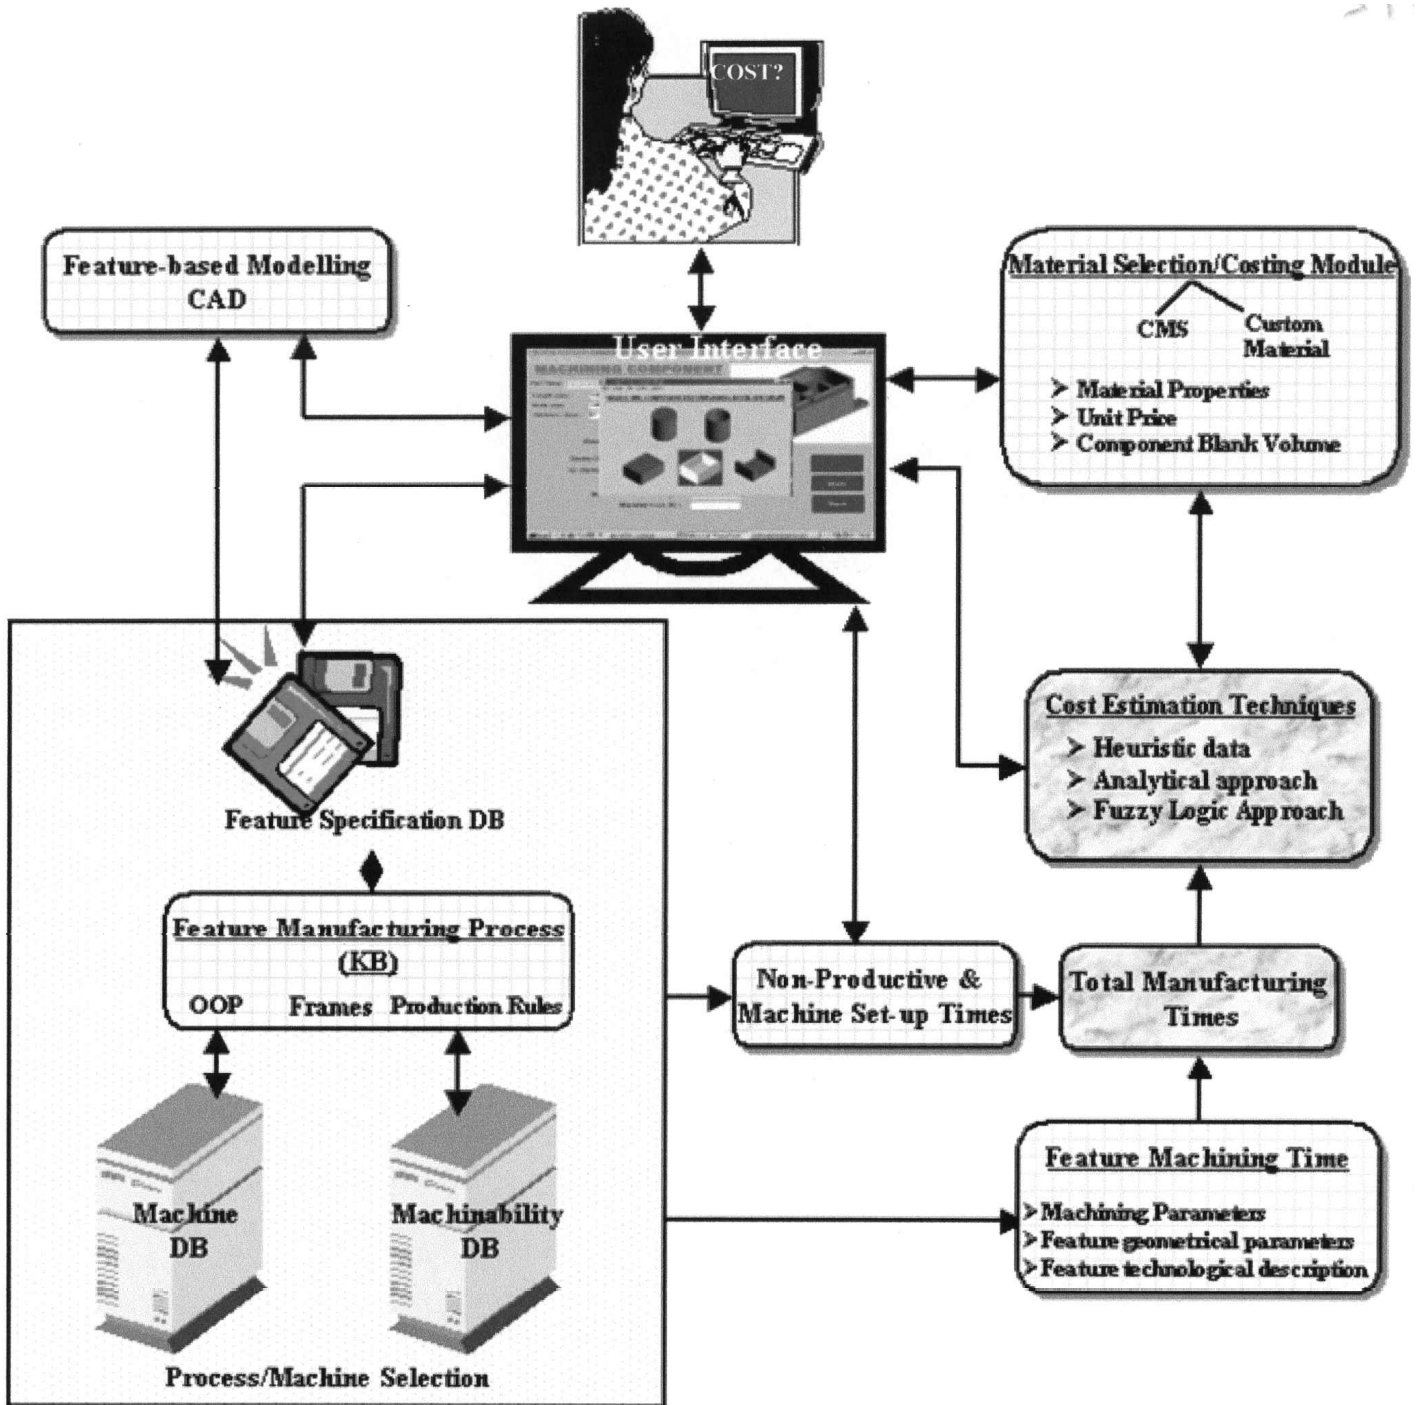 COST?
Feature-based Modelling
CAD
Material Selection/Costing Module
CMS
Custom
Material
➤ Material Properties
➤ Unit Price
➤ Component Blank Volume
User Interface
MACHINING COMPONENT
Cost Estimation Techniques
➤ Heuristic data
➤ Analytical approach
➤ Fuzzy Logic Approach
Feature Specification DB
Feature Manufacturing Process
(KB)
OOP Frames Production Rules
Non-Productive &
Machine Set-up Times
Total Manufacturing
Times
Machine
DB
Machinability
DB
Feature Machining Time
➤ Machining Parameters
➤ Feature geometrical parameters
➤ Feature technological description
Process/Machine Selection